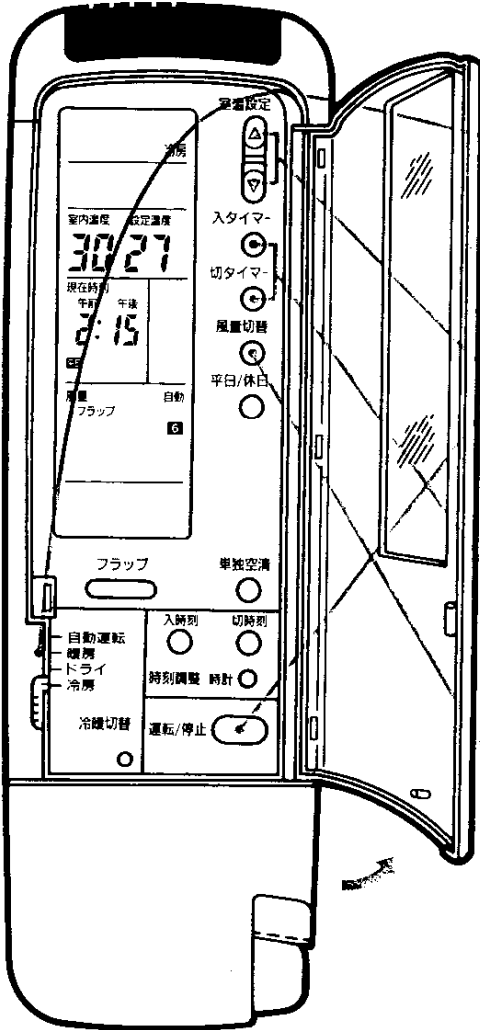 室温設定
冷房
室内温度 設定温度
30 27
入タイマー
切タイマー
現在時刻
午前 午後
2:15
風量切替
平日/休日
風量 自動
フラップ
6
フラップ 単独空清
入時刻 切時刻
自動運転
暖房
ドライ
冷房
時刻調整 時計
冷暖切替
運転/停止